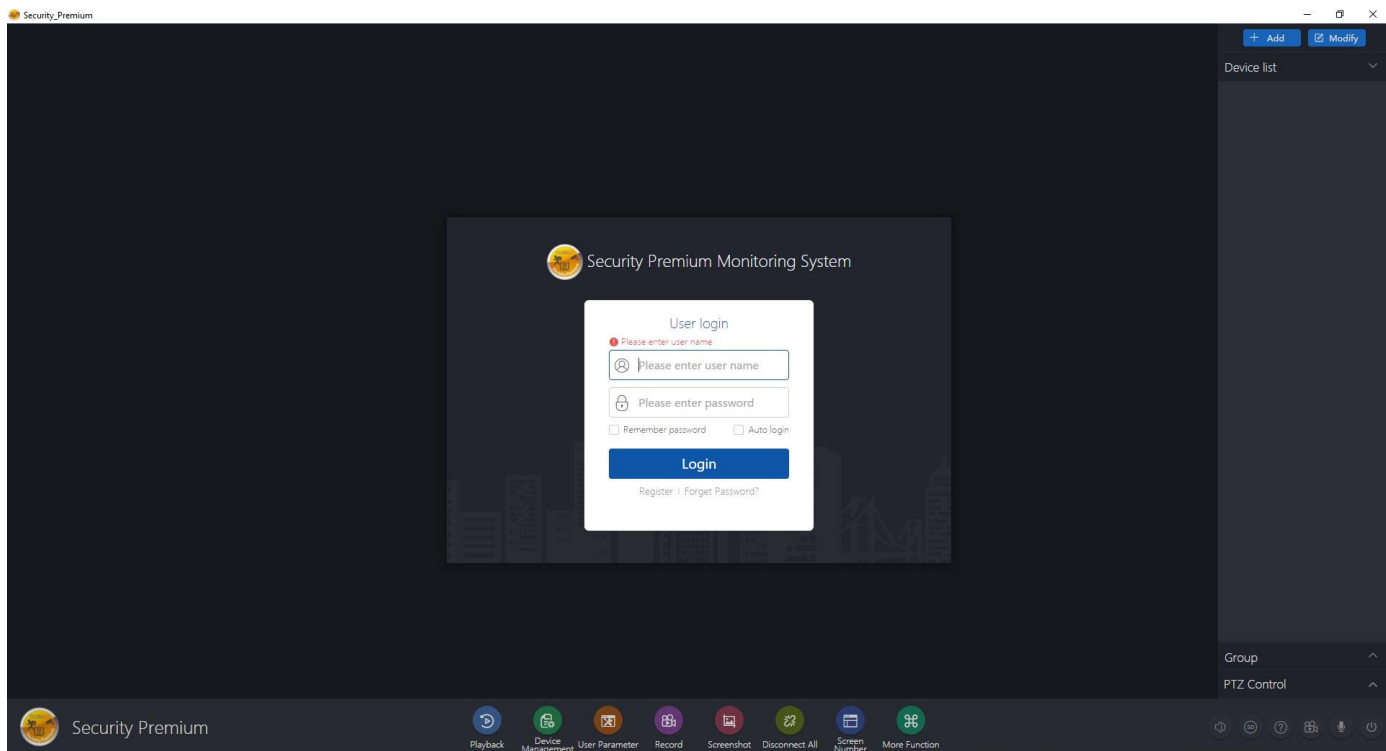 Security_Premium
Add
Modify
Device list
Security Premium Monitoring System
User login
Please enter user name
Please enter user name
Please enter password
Remember password
Auto login
Login
Register | Forget Password?
Group
PTZ Control
Security Premium
Playback
Device Management
User Parameter
Record
Screenshot
Disconnect All
Screen Number
More Function